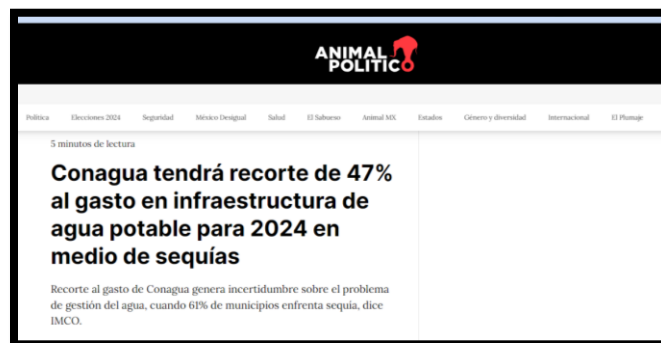 ANIMAL
POLITICO
Política Elecciones 2024 Seguridad México Desigual Salud El Sabueso Animal MX Estados Género y diversidad Internacional El Plumaje
5 minutos de lectura
Conagua tendrá recorte de 47%
al gasto en infraestructura de
agua potable para 2024 en
medio de sequías
Recorte al gasto de Conagua genera incertidumbre sobre el problema
de gestión del agua, cuando 61% de municipios enfrenta sequía, dice
IMCO.